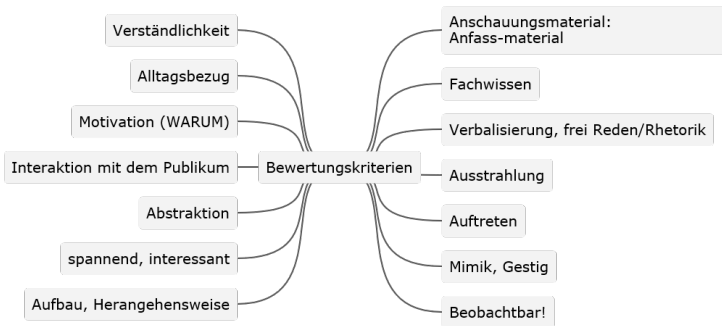 Verständlichkeit
Alltagsbezug
Motivation (WARUM)
Interaktion mit dem Publikum
Abstraktion
spannend, interessant
Aufbau, Herangehensweise
Bewertungskriterien
Anschauungsmaterial:
Anfass-material
Fachwissen
Verbalisierung, frei Reden/Rhetorik
Ausstrahlung
Auftreten
Mimik, Gestig
Beobachtbar!